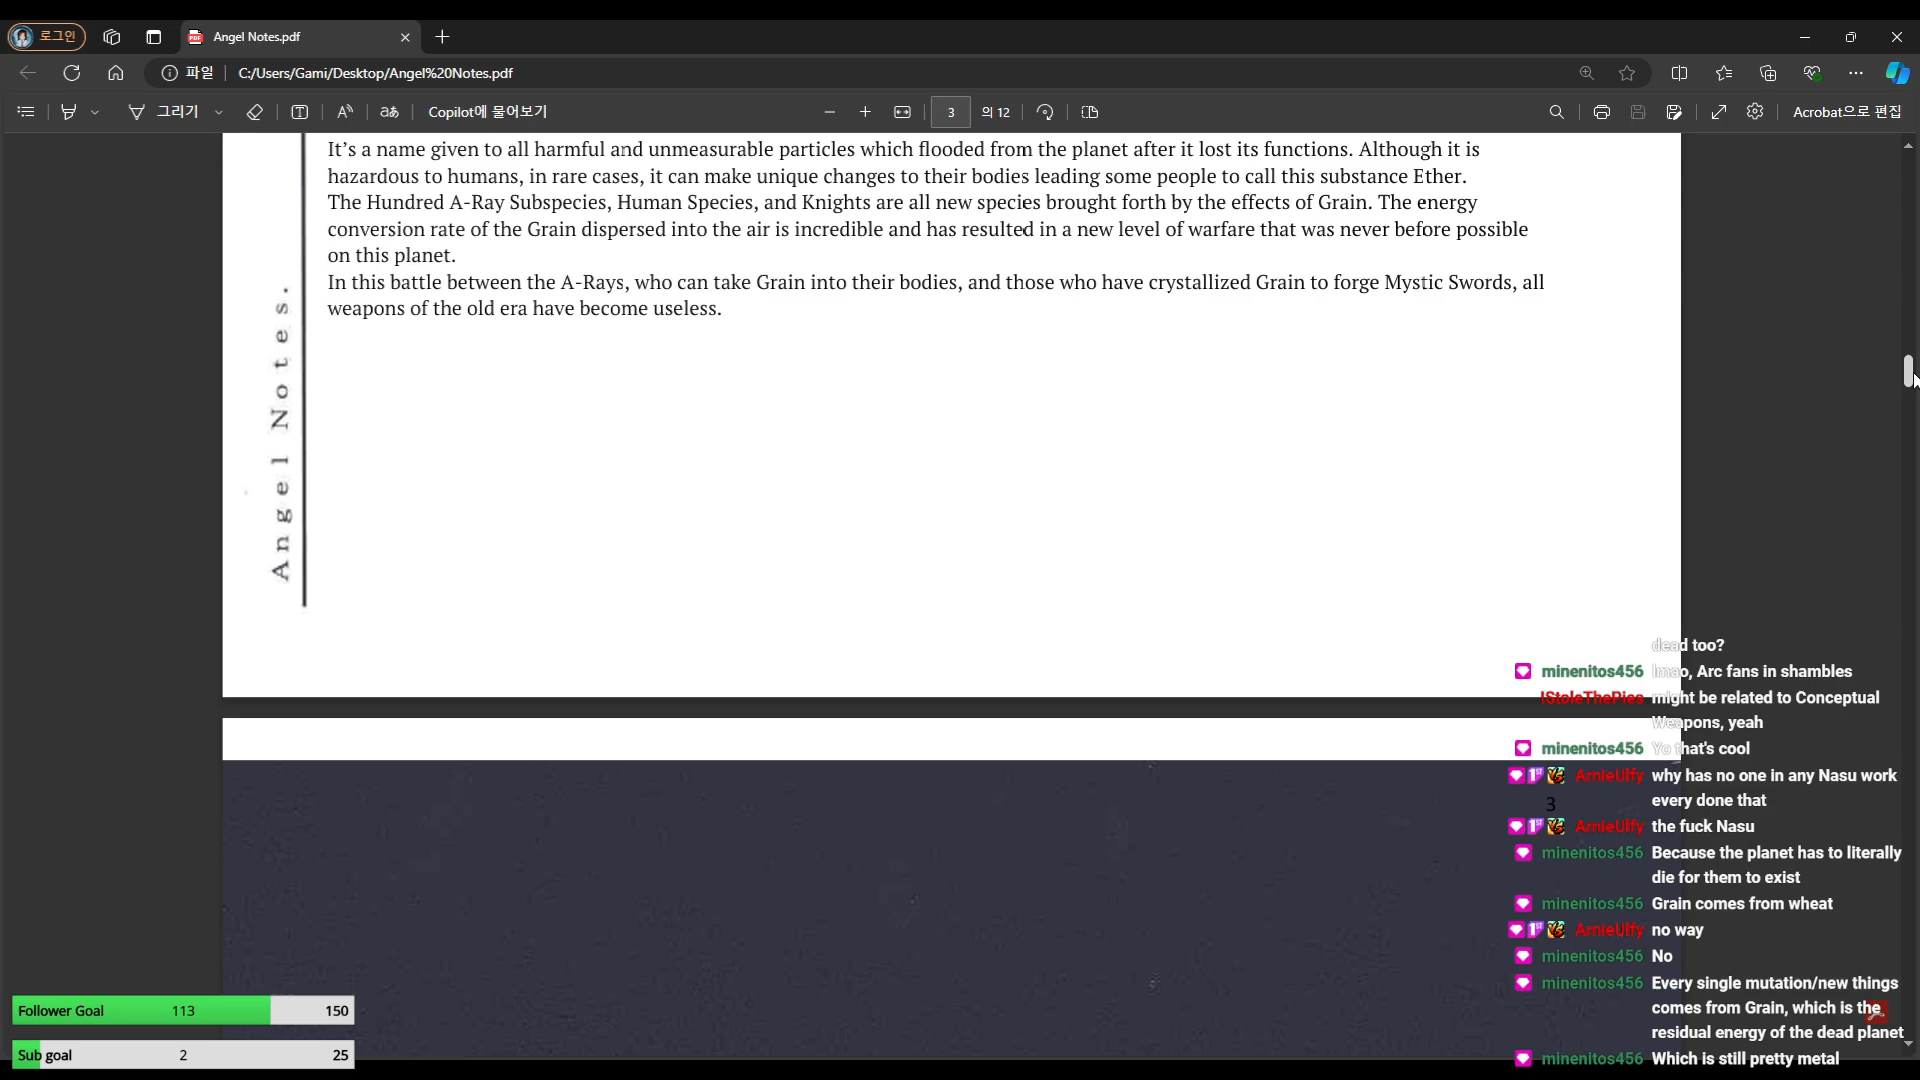 로그인
Angel Notes.pdf
파일
C:/Users/Gami/Desktop/Angel%20Notes.pdf
그리기
Copilot에 물어보기
3 의 12
Acrobat으로 편집
It's a name given to all harmful and unmeasurable particles which flooded from the planet after it lost its functions. Although it is
hazardous to humans, in rare cases, it can make unique changes to their bodies leading some people to call this substance Ether.
The Hundred A-Ray Subspecies, Human Species, and Knights are all new species brought forth by the effects of Grain. The energy
conversion rate of the Grain dispersed into the air is incredible and has resulted in a new level of warfare that was never before possible
on this planet.
In this battle between the A-Rays, who can take Grain into their bodies, and those who have crystallized Grain to forge Mystic Swords, all
weapons of the old era have become useless.
Angel Notes.
dead too?
minenitos456 lmao, Arc fans in shambles
IStoleThePies might be related to Conceptual
Weapons, yeah
minenitos456 Yo that's cool
ArnieUlfy why has no one in any Nasu work
every done that
3
ArnieUlfy the fuck Nasu
minenitos456 Because the planet has to literally
die for them to exist
minenitos456 Grain comes from wheat
ArnieUlfy no way
minenitos456 No
minenitos456 Every single mutation/new things
comes from Grain, which is the
residual energy of the dead planet
minenitos456 Which is still pretty metal
Follower Goal 113 150
Sub goal 2 25